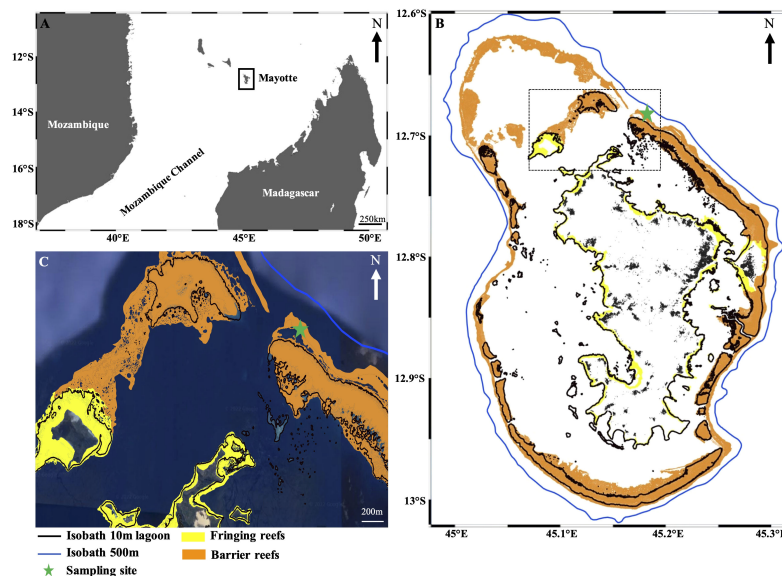 A
N
12°S
14°S
16°S
18°S
Mayotte
Mozambique
Mozambique Channel
Madagascar
250km
40°E
45°E
50°E
B
N
12.6°S
12.7°S
12.8°S
12.9°S
13°S
45°E
45.1°E
45.2°E
45.3°E
C
N
200m
Isobath 10m lagoon
Isobath 500m
Sampling site
Fringing reefs
Barrier reefs